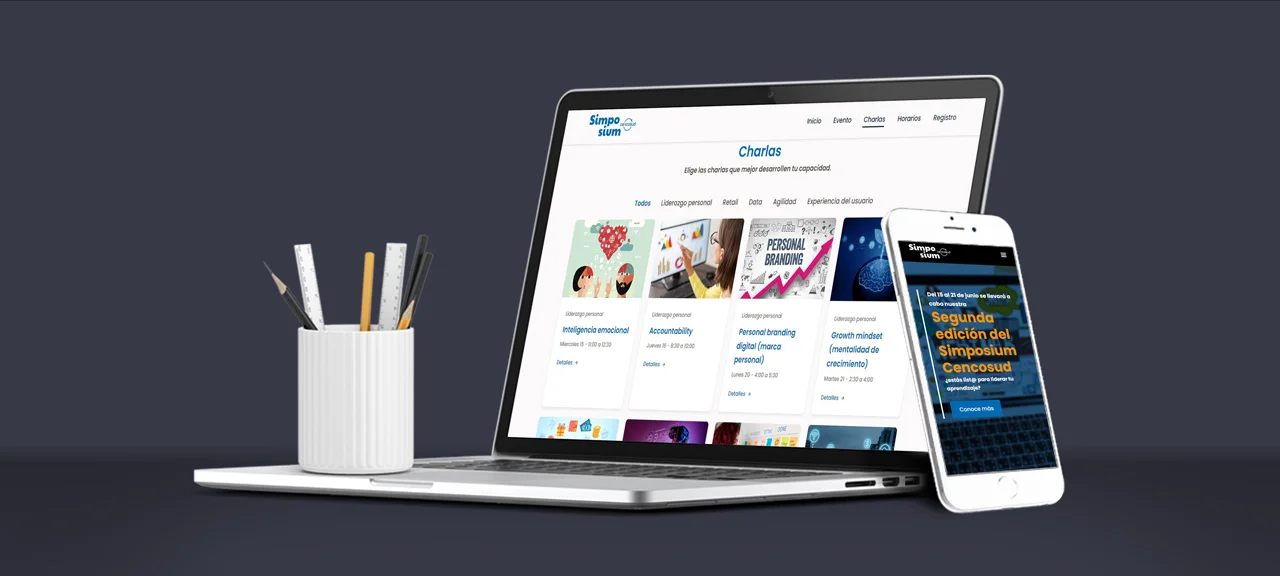 Simpo
sium cencosud
Inicio Evento Charlas Horarios Registro
Charlas
Elige las charlas que mejor desarrollen tu capacidad.
Todos Liderazgo personal Retail Data Agilidad Experiencia del usuario
PERSONAL
BRANDING
Liderazgo personal
Inteligencia emocional
Miercoles 15 - 11:00 a 12:30
Detalles →
Liderazgo personal
Accountability
Jueves 16 - 8:30 a 10:00
Detalles →
Liderazgo personal
Personal branding
digital (marca
personal)
Lunes 20 - 4:00 a 5:30
Detalles →
Liderazgo personal
Growth mindset
(mentalidad de
crecimiento)
Martes 21 - 2:30 a 4:00
Detalles →
Simpo
sium cencosud
Del 15 al 21 de junio se llevará a
cabo nuestra
Segunda
edición del
Simposium
Cencosud
¿estás list@ para liderar tu
aprendizaje?
Conoce más